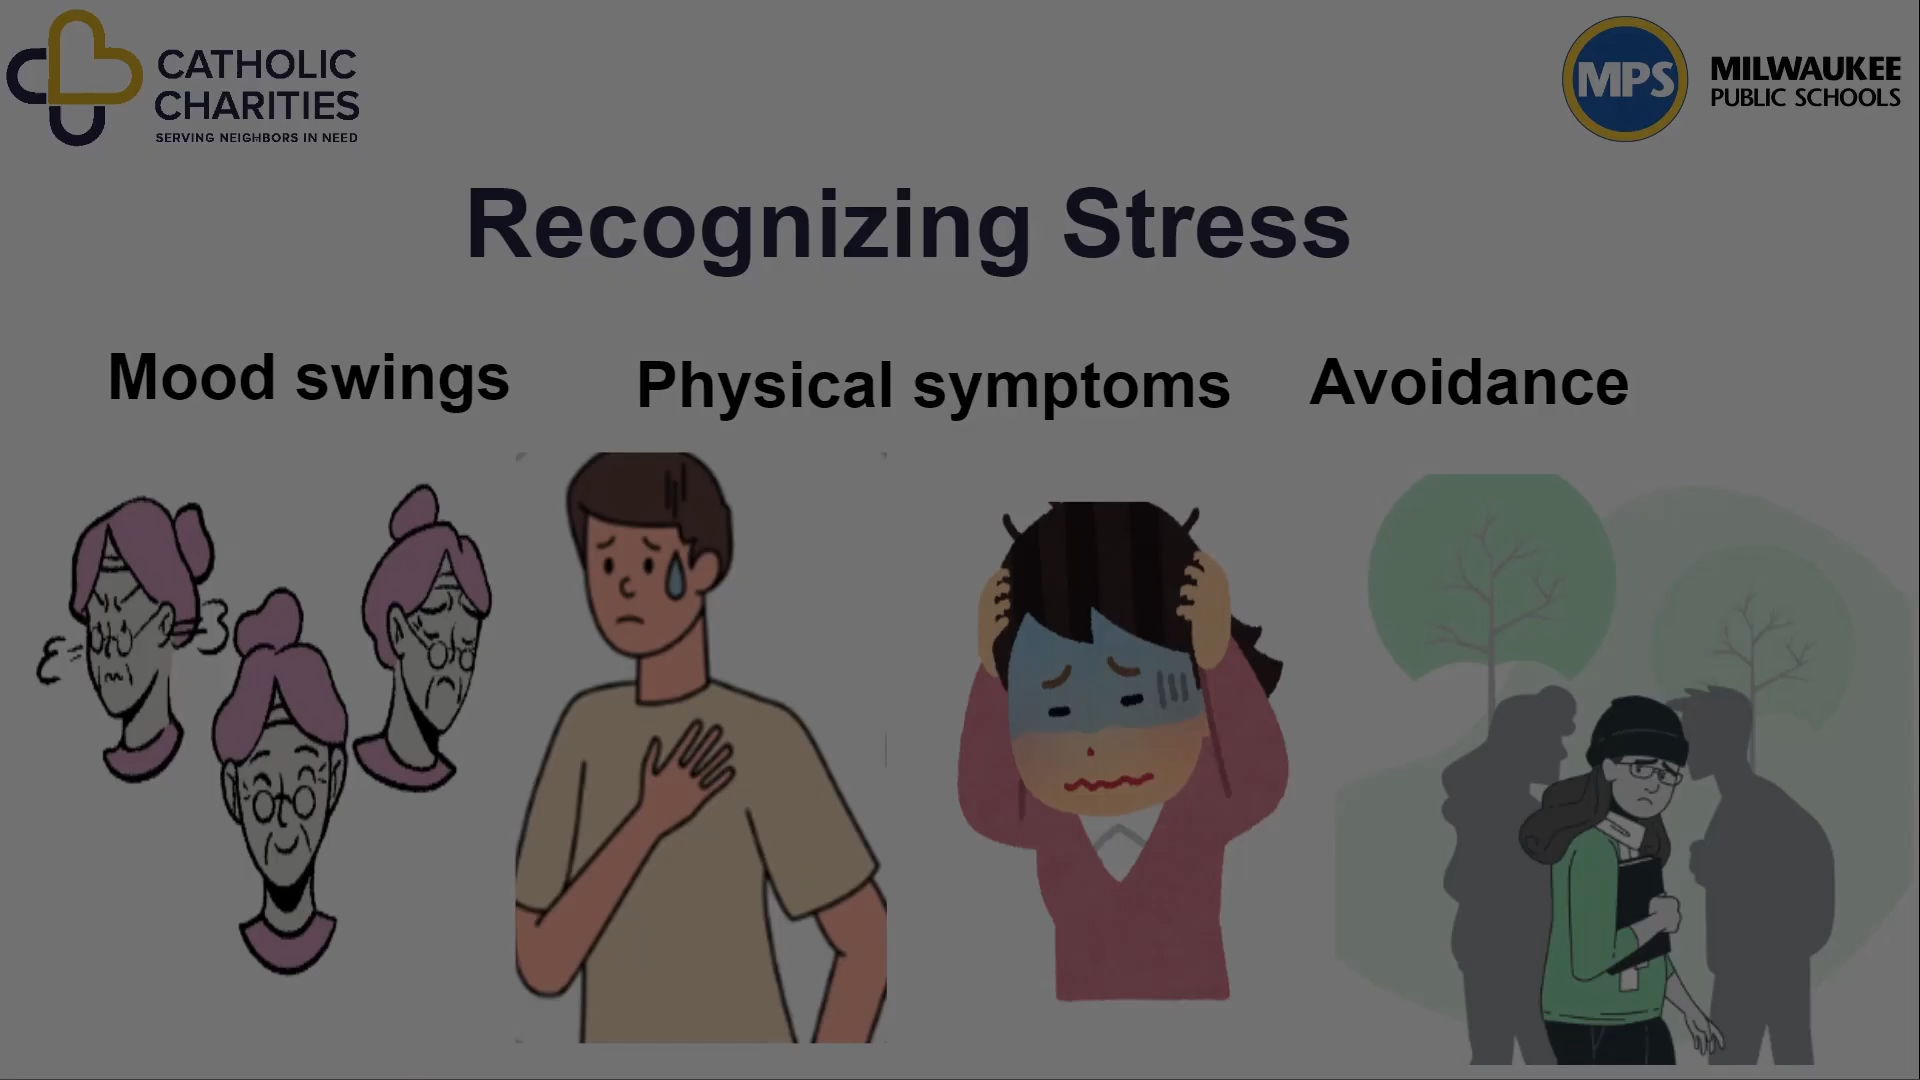 CATHOLIC
CHARITIES
SERVING NEIGHBORS IN NEED
MPS
MILWAUKEE
PUBLIC SCHOOLS
Recognizing Stress
Mood swings
Physical symptoms
Avoidance